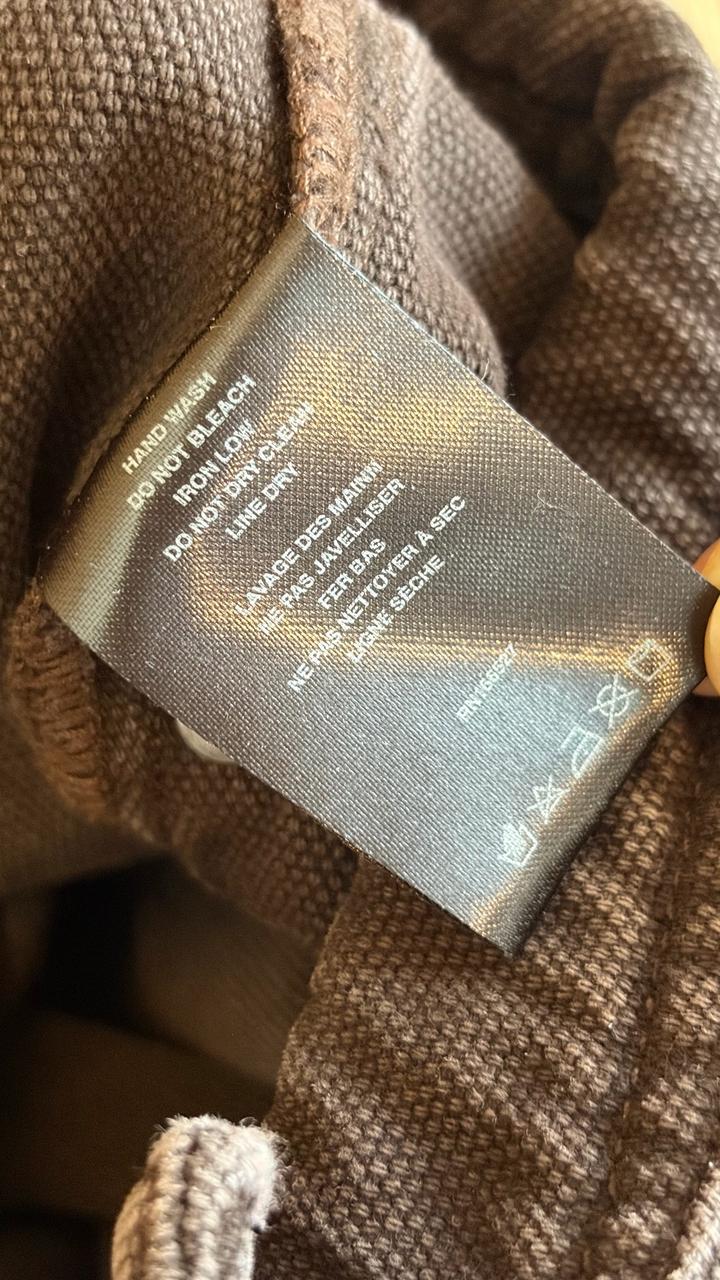 HAND WASH
DO NOT BLEACH
IRON LOW
DO NOT DRY CLEAN
LINE DRY
LAVAGE DES MAINM
NE PAS JAVELLISER
FER BAS
NE PAS NETTOYER À SEC
LIGNE SÈCHE